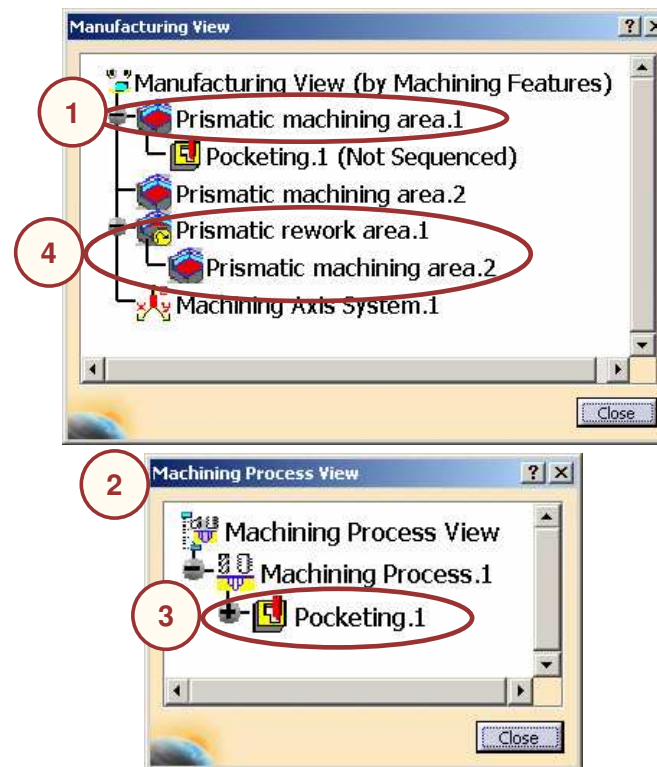 Manufacturing View
Manufacturing View (by Machining Features)
1
Prismatic machining area.1
Pocketing.1 (Not Sequenced)
Prismatic machining area.2
4
Prismatic rework area.1
Prismatic machining area.2
Machining Axis System.1
Close
2
Machining Process View
Machining Process View
Machining Process.1
3
Pocketing.1
Close